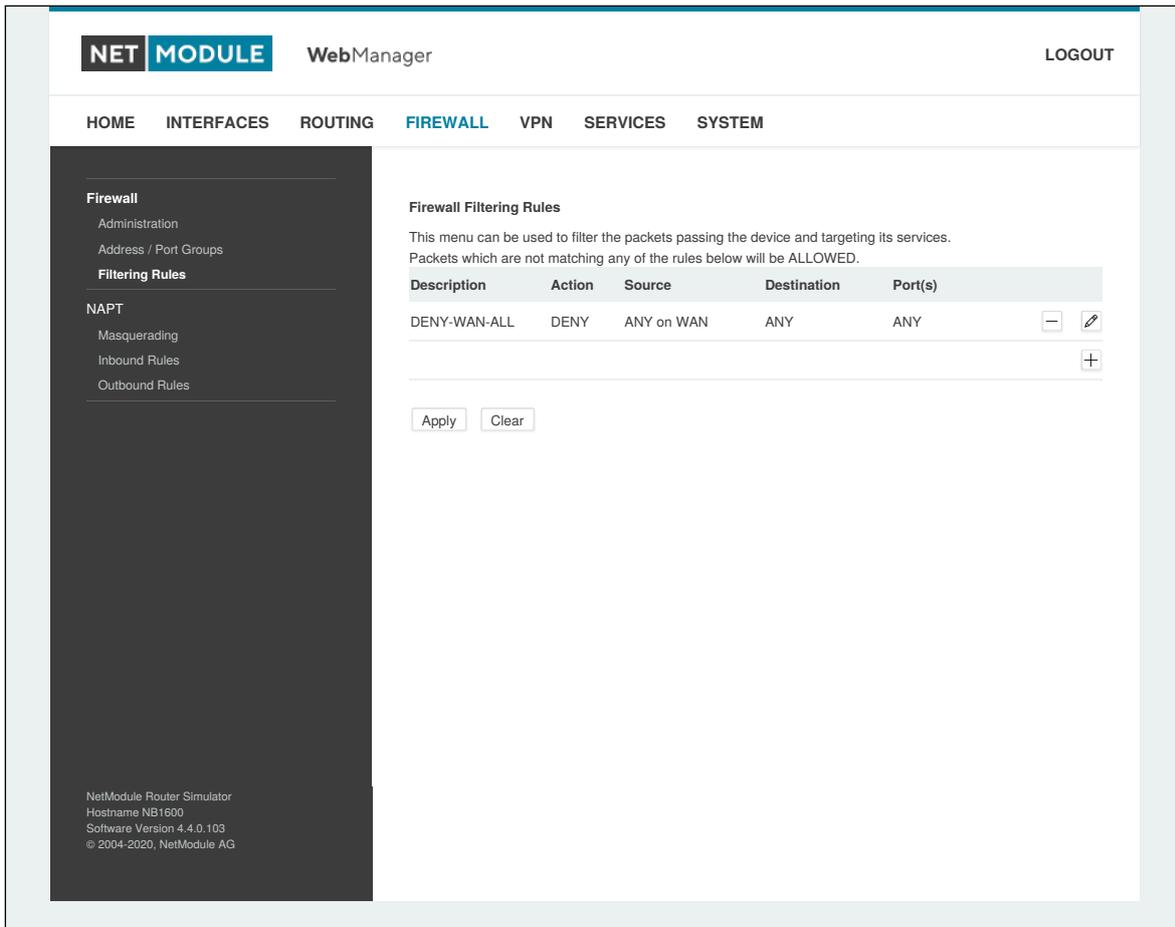 NET MODULE WebManager LOGOUT
HOME INTERFACES ROUTING FIREWALL VPN SERVICES SYSTEM
Firewall
Administration
Address / Port Groups
Filtering Rules
NAPT
Masquerading
Inbound Rules
Outbound Rules
Firewall Filtering Rules
This menu can be used to filter the packets passing the device and targeting its services.
Packets which are not matching any of the rules below will be ALLOWED.
Description Action Source Destination Port(s)
DENY-WAN-ALL DENY ANY on WAN ANY ANY
Apply Clear
NetModule Router Simulator
Hostname NB1600
Software Version 4.4.0.103
© 2004-2020, NetModule AG